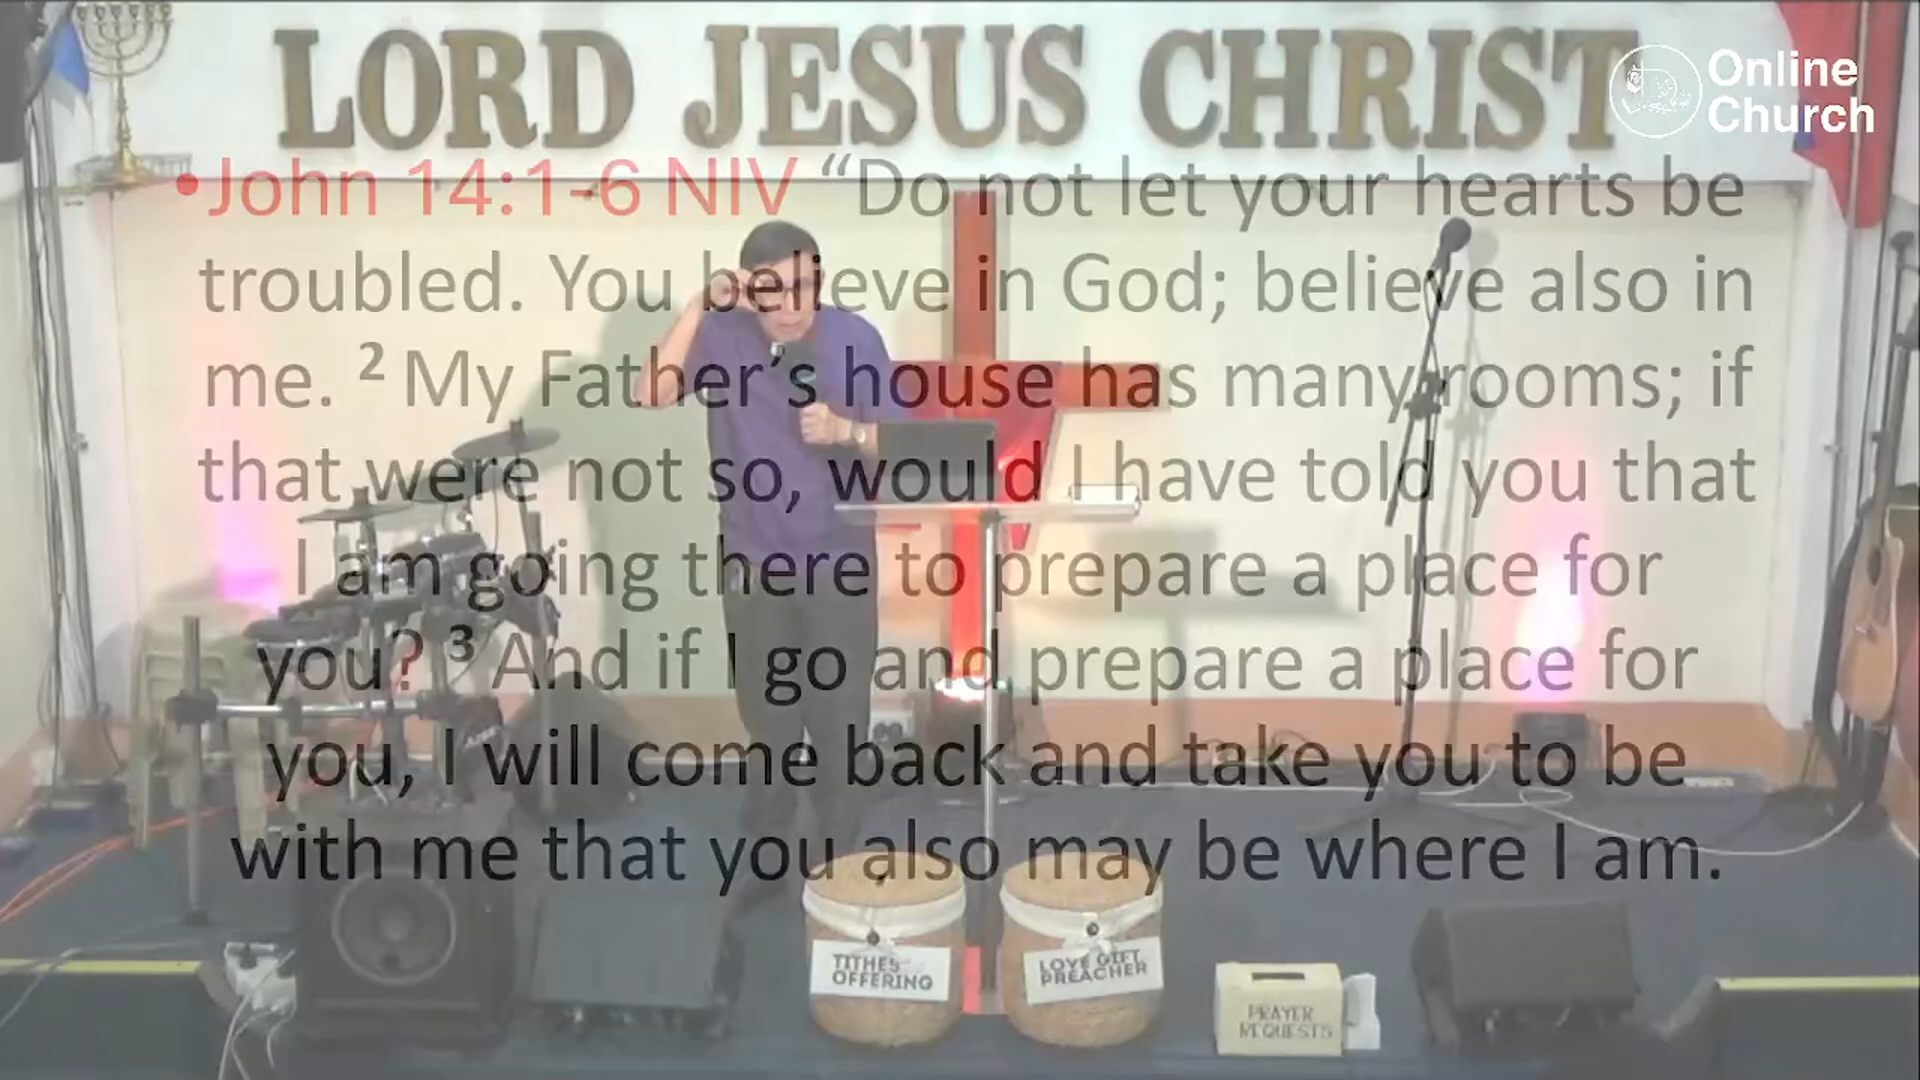 LORD JESUS CHRIST
Online
Church
•John 14:1-6 NIV “Do not let your hearts be
troubled. You believe in God; believe also in
me. ² My Father’s house has many rooms; if
that were not so, would I have told you that
I am going there to prepare a place for
you? ³ And if I go and prepare a place for
you, I will come back and take you to be
with me that you also may be where I am.
TITHES
OFFERING
LOVE GIFT
PREACHER
PRAYER
REQUESTS